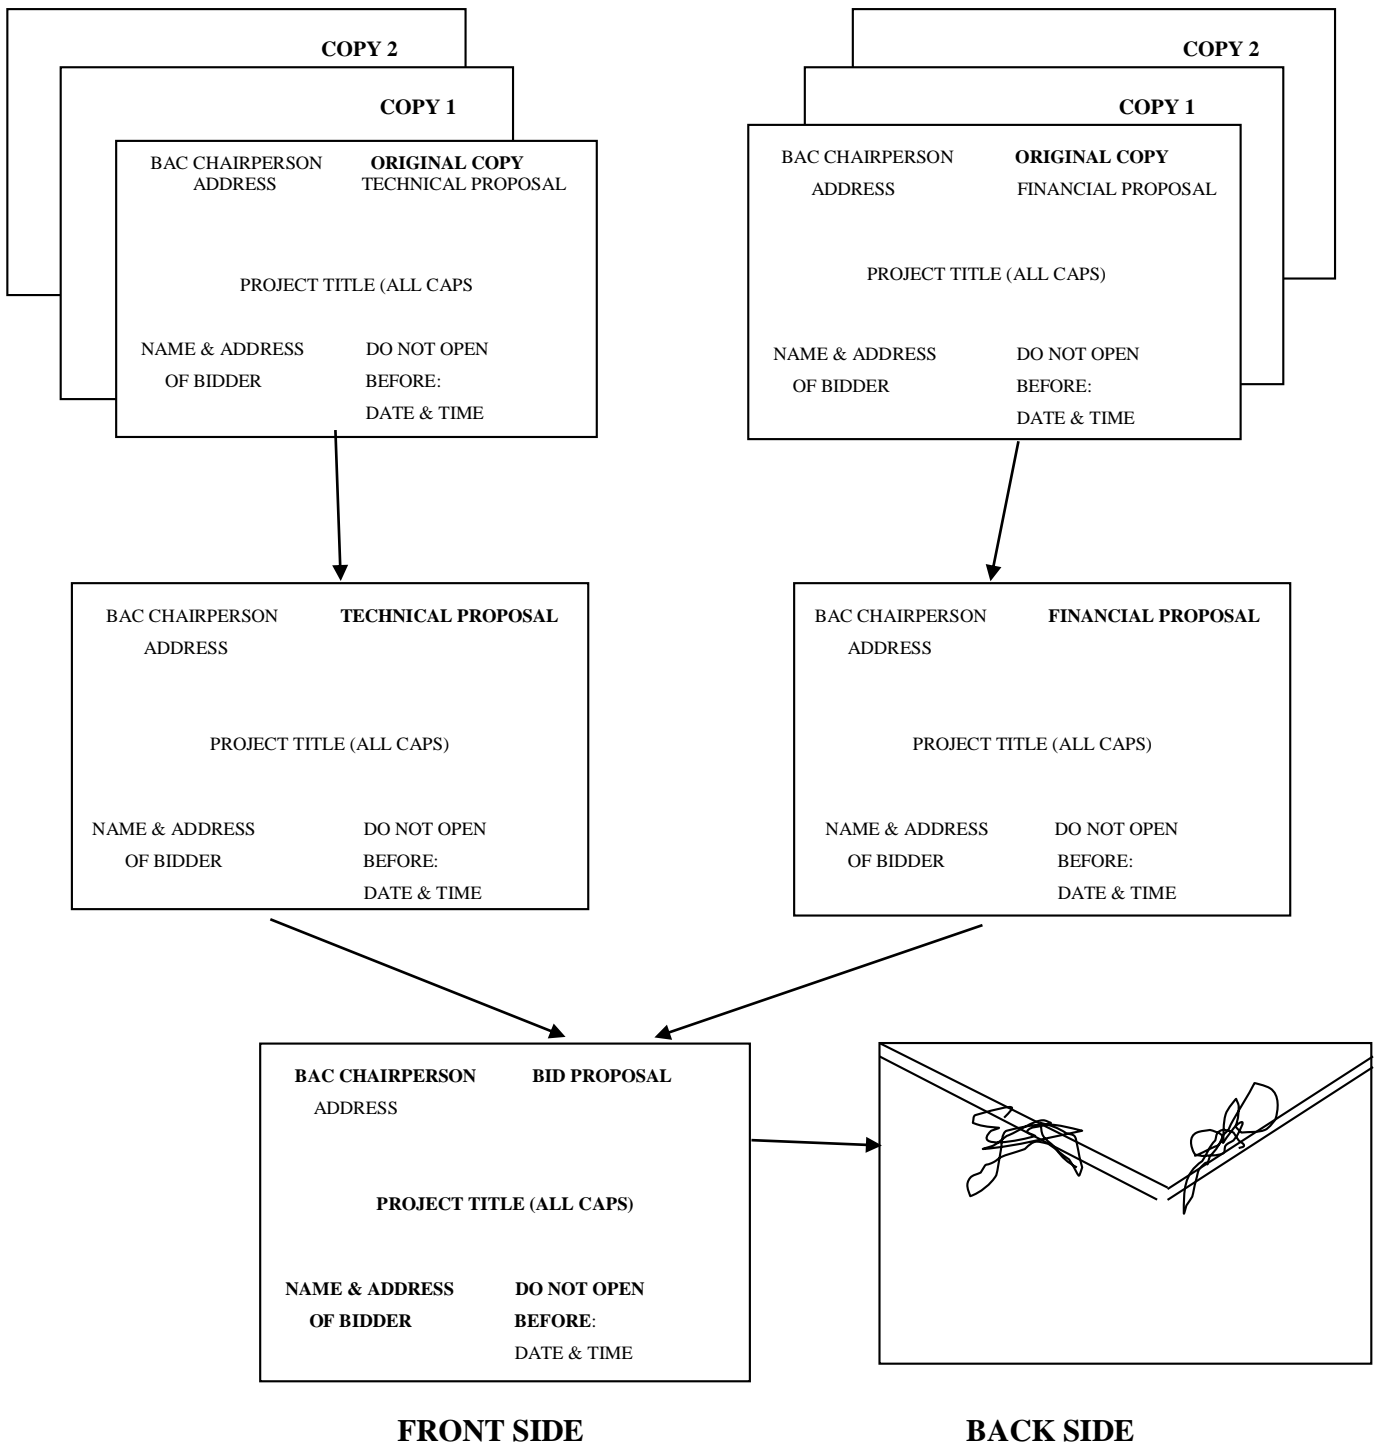 COPY 2
COPY 1
BAC CHAIRPERSON ORIGINAL COPY
ADDRESS TECHNICAL PROPOSAL
PROJECT TITLE (ALL CAPS
NAME & ADDRESS DO NOT OPEN
OF BIDDER BEFORE:
DATE & TIME
COPY 2
COPY 1
BAC CHAIRPERSON ORIGINAL COPY
ADDRESS FINANCIAL PROPOSAL
PROJECT TITLE (ALL CAPS)
NAME & ADDRESS DO NOT OPEN
OF BIDDER BEFORE:
DATE & TIME
BAC CHAIRPERSON TECHNICAL PROPOSAL
ADDRESS
PROJECT TITLE (ALL CAPS)
NAME & ADDRESS DO NOT OPEN
OF BIDDER BEFORE:
DATE & TIME
BAC CHAIRPERSON FINANCIAL PROPOSAL
ADDRESS
PROJECT TITLE (ALL CAPS)
NAME & ADDRESS DO NOT OPEN
OF BIDDER BEFORE:
DATE & TIME
BAC CHAIRPERSON BID PROPOSAL
ADDRESS
PROJECT TITLE (ALL CAPS)
NAME & ADDRESS DO NOT OPEN
OF BIDDER BEFORE:
DATE & TIME
FRONT SIDE
BACK SIDE